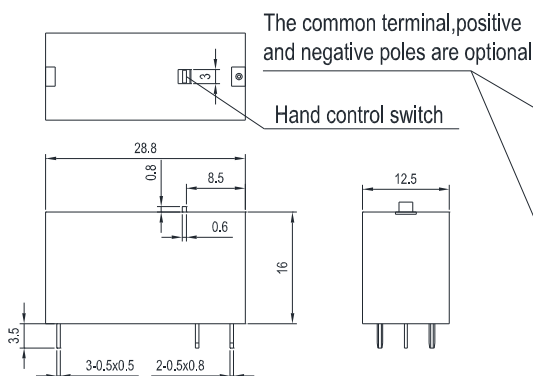 The common terminal,positive
and negative poles are optional
3
Hand control switch
28.8
0.8
8.5
12.5
0.6
16
3.5
3-0.5x0.5
2-0.5x0.8